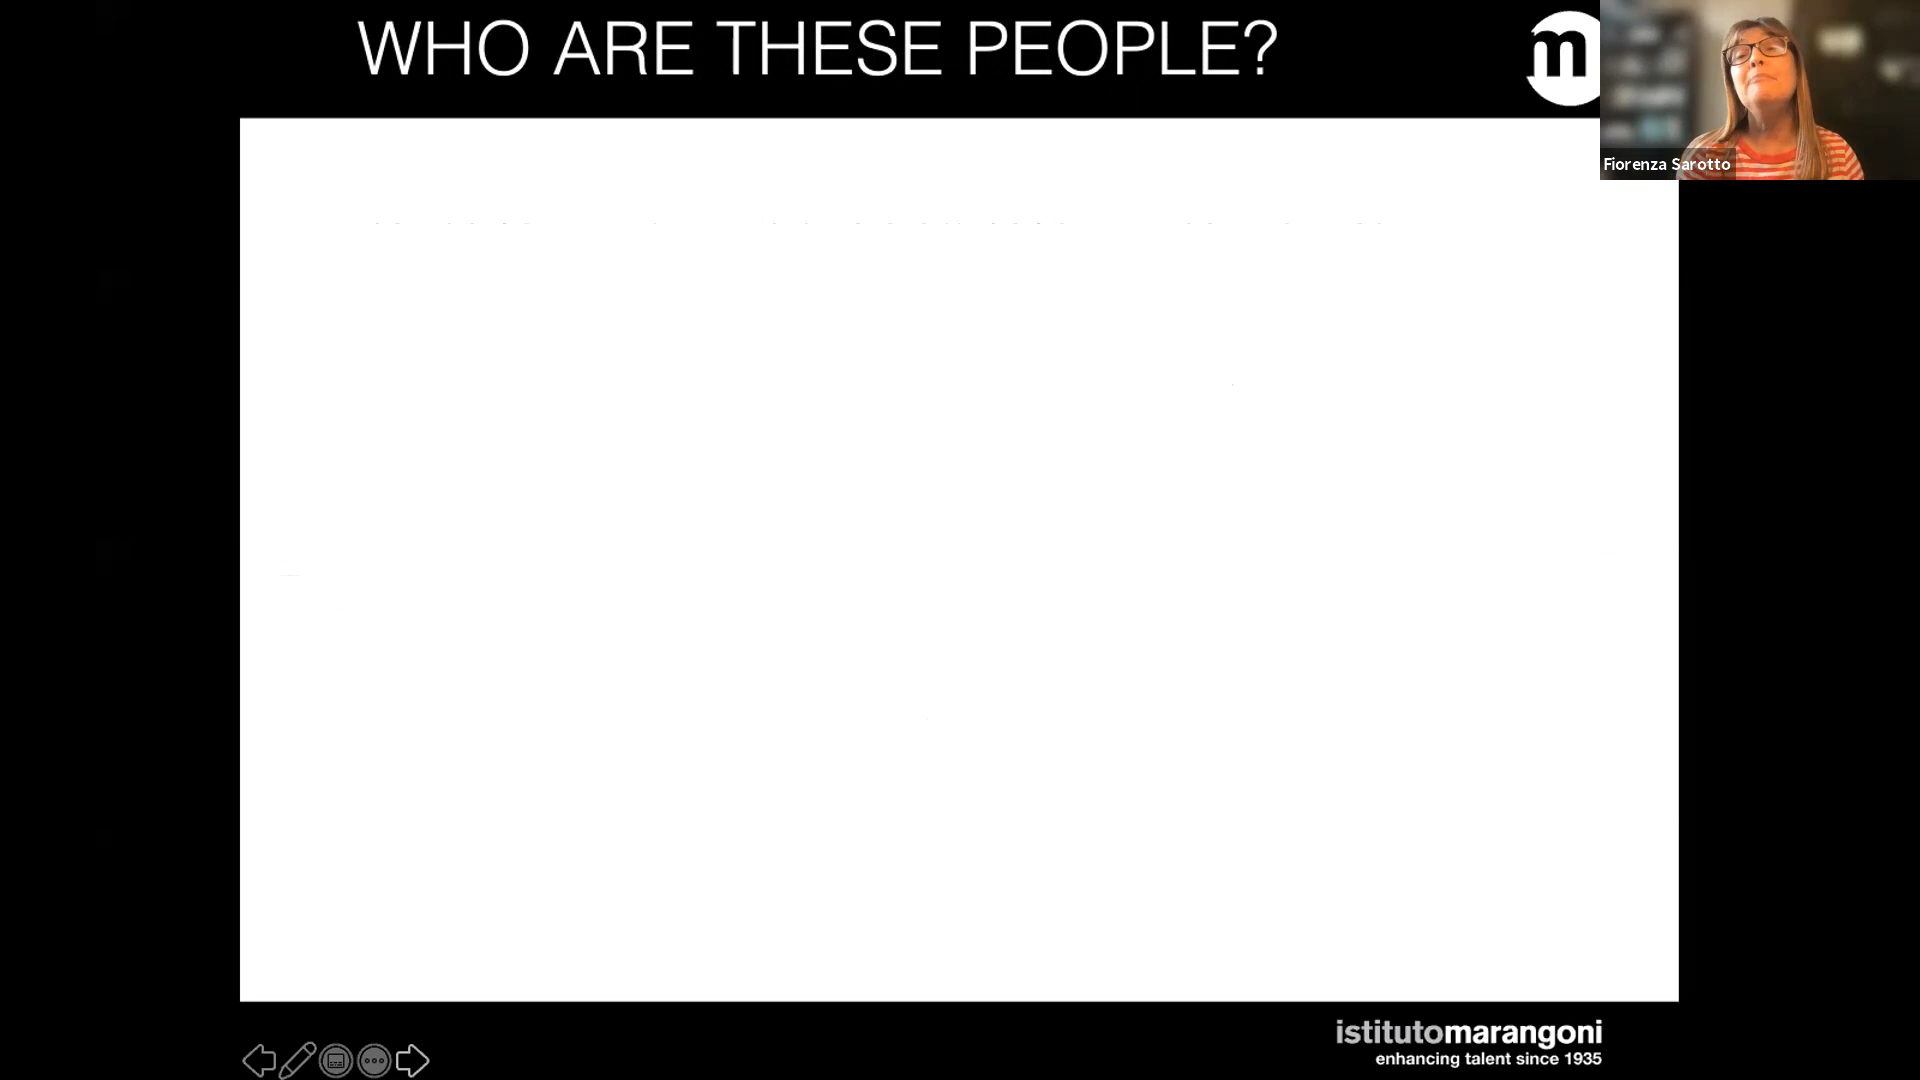 WHO ARE THESE PEOPLE?
m
Fiorenza Sarotto
istitutomarangoni
enhancing talent since 1935